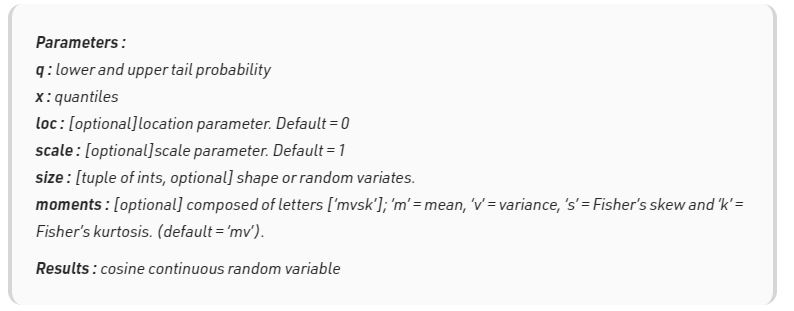 Parameters :
q : lower and upper tail probability
x : quantiles
loc : [optional]location parameter. Default = 0
scale : [optional]scale parameter. Default = 1
size : [tuple of ints, optional] shape or random variates.
moments : [optional] composed of letters [‘mvsk’]; ‘m’ = mean, ‘v’ = variance, ‘s’ = Fisher’s skew and ‘k’ =
Fisher’s kurtosis. (default = ‘mv’).
Results : cosine continuous random variable